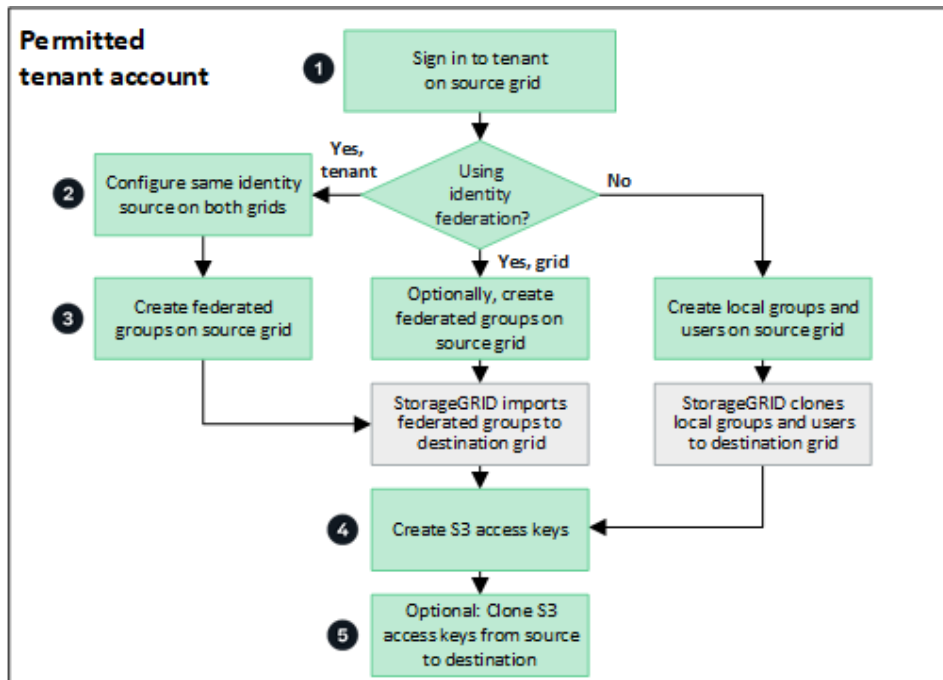 Permitted
tenant account
1
Sign in to tenant
on source grid
Yes,
tenant
Using
identity
federation?
No
2
Configure same identity
source on both grids
Yes, grid
3
Create federated
groups on source grid
Optionally, create
federated groups on
source grid
Create local groups and
users on source grid
StorageGRID imports
federated groups to
destination grid
StorageGRID clones
local groups and users
to destination grid
4
Create S3 access keys
5
Optional: Clone S3
access keys from source
to destination